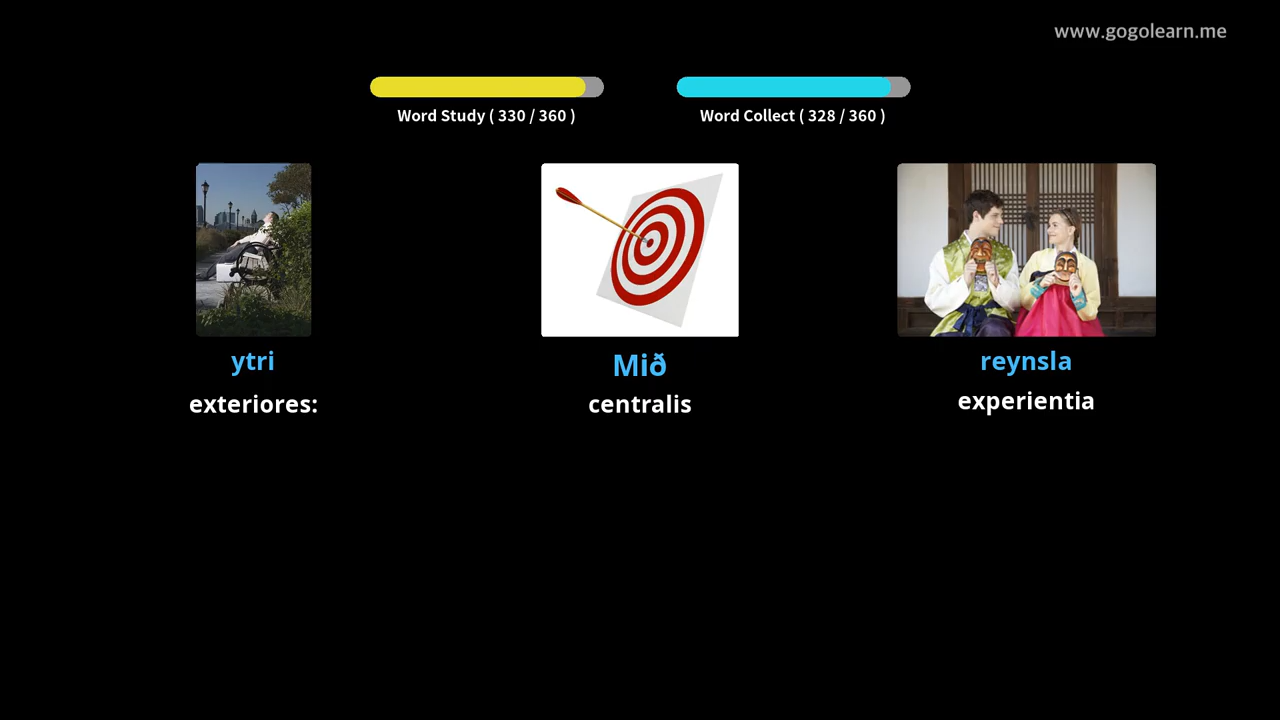 www.gogolearn.me
Word Study ( 330 / 360 )
Word Collect ( 328 / 360 )
ytri
Mið
reynsla
exteriores:
centralis
experientia